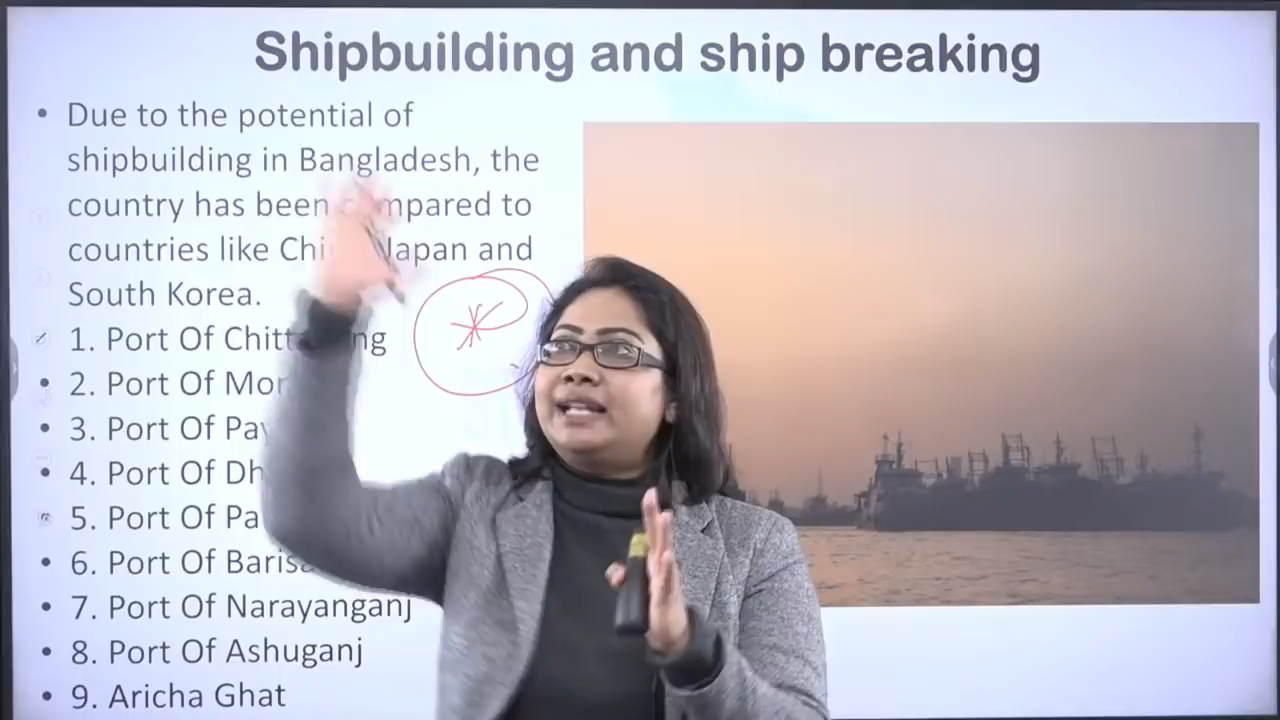 Shipbuilding and ship breaking
• Due to the potential of
shipbuilding in Bangladesh, the
country has been to
countries like and
South Korea.
1. Port Of
• 2. Port Of
• 3. Port Of
• 4. Port Of
• 5. Port Of
• 6. Port Of
• 7. Port Of Narayanganj
• 8. Port Of Ashuganj
• 9. Aricha Ghat